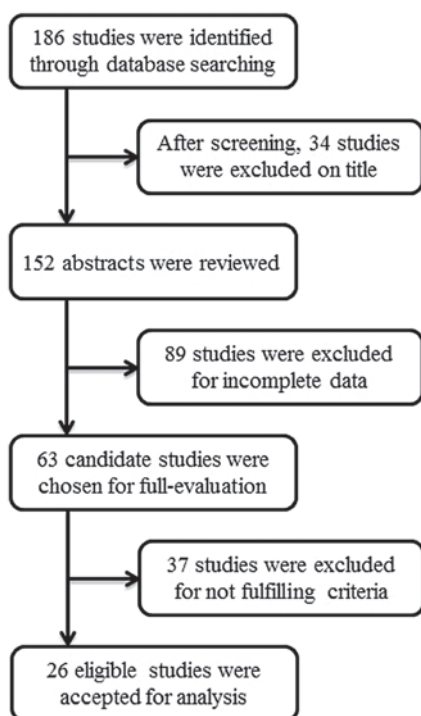 186 studies were identified
through database searching
After screening, 34 studies
were excluded on title
152 abstracts were reviewed
89 studies were excluded
for incomplete data
63 candidate studies were
chosen for full-evaluation
37 studies were excluded
for not fulfilling criteria
26 eligible studies were
accepted for analysis